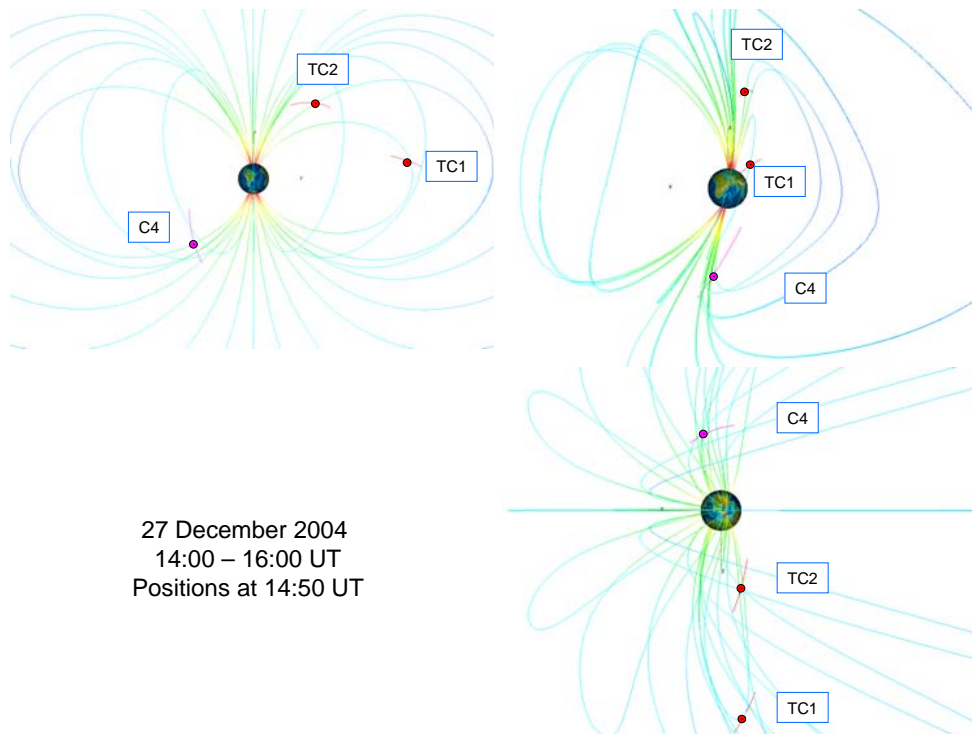 TC2
TC1
C4
TC2
TC1
C4
C4
TC2
TC1
27 December 2004
14:00 – 16:00 UT
Positions at 14:50 UT